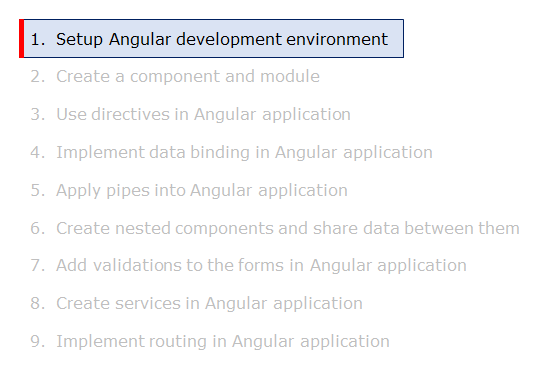 1. Setup Angular development environment
2. Create a component and module
3. Use directives in Angular application
4. Implement data binding in Angular application
5. Apply pipes into Angular application
6. Create nested components and share data between them
7. Add validations to the forms in Angular application
8. Create services in Angular application
9. Implement routing in Angular application